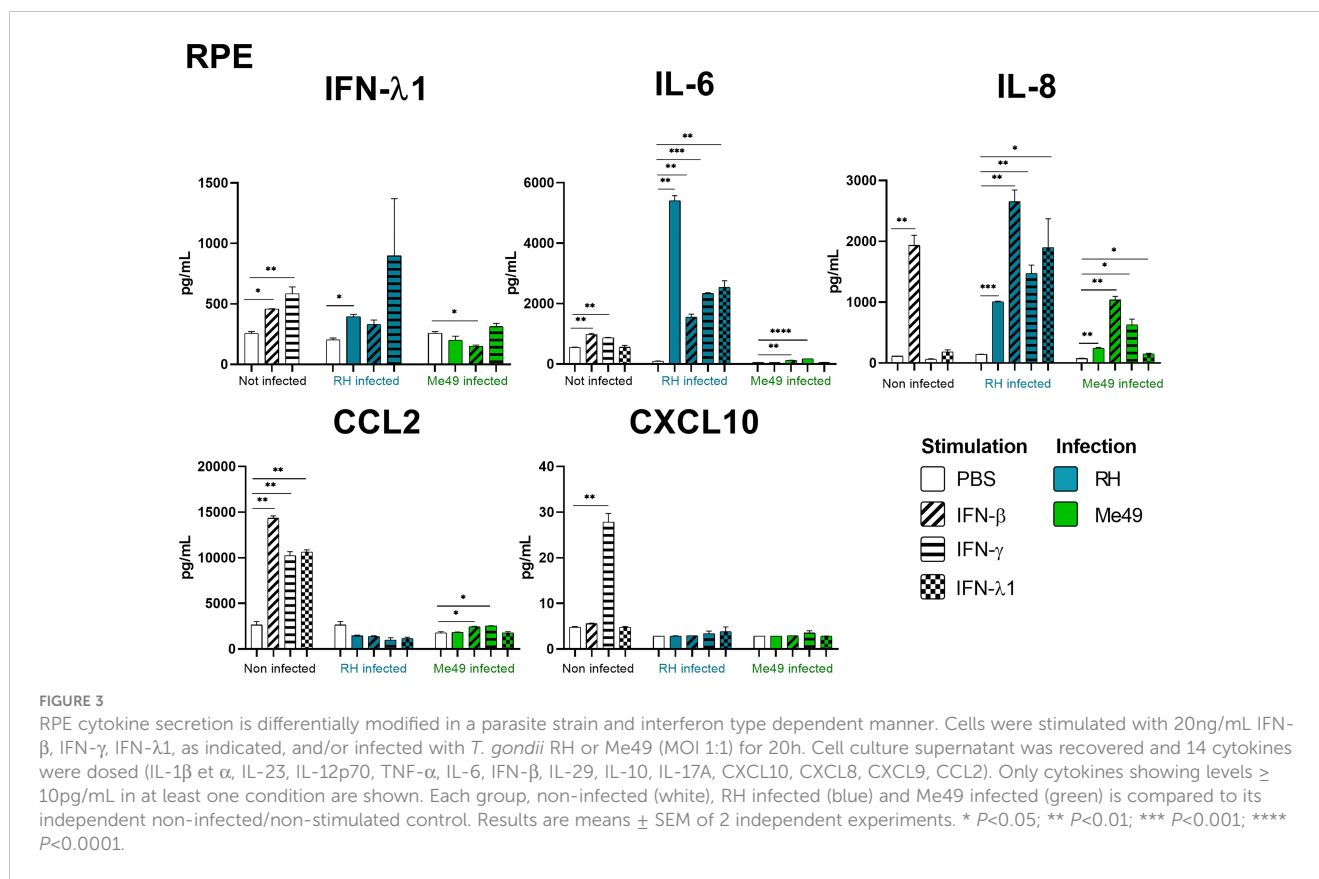 RPE
IFN-λ1
IL-6
IL-8
pg/mL
1500
1000
500
0
*
**
*
*
Not infected
RH infected
Me49 infected
pg/mL
6000
4000
2000
0
**
**
**
***
**
**
****
**
Not infected
RH infected
Me49 infected
pg/mL
3000
2000
1000
0
**
*
**
**
***
*
*
**
**
Non infected
RH infected
Me49 infected
CCL2
CXCL10
pg/mL
20000
15000
10000
5000
0
**
**
**
*
*
Non infected
RH infected
Me49 infected
pg/mL
40
30
20
10
0
**
Non infected
RH infected
Me49 infected
Stimulation
PBS
IFN-β
IFN-γ
IFN-λ1
Infection
RH
Me49
FIGURE 3
RPE cytokine secretion is differentially modified in a parasite strain and interferon type dependent manner. Cells were stimulated with 20ng/mL IFN-
β, IFN-γ, IFN-λ1, as indicated, and/or infected with T. gondii RH or Me49 (MOI 1:1) for 20h. Cell culture supernatant was recovered and 14 cytokines
were dosed (IL-1β et α, IL-23, IL-12p70, TNF-α, IL-6, IFN-β, IL-29, IL-10, IL-17A, CXCL10, CXCL8, CXCL9, CCL2). Only cytokines showing levels ≥
10pg/mL in at least one condition are shown. Each group, non-infected (white), RH infected (blue) and Me49 infected (green) is compared to its
independent non-infected/non-stimulated control. Results are means ± SEM of 2 independent experiments. * P<0.05; ** P<0.01; *** P<0.001; ****
P<0.0001.